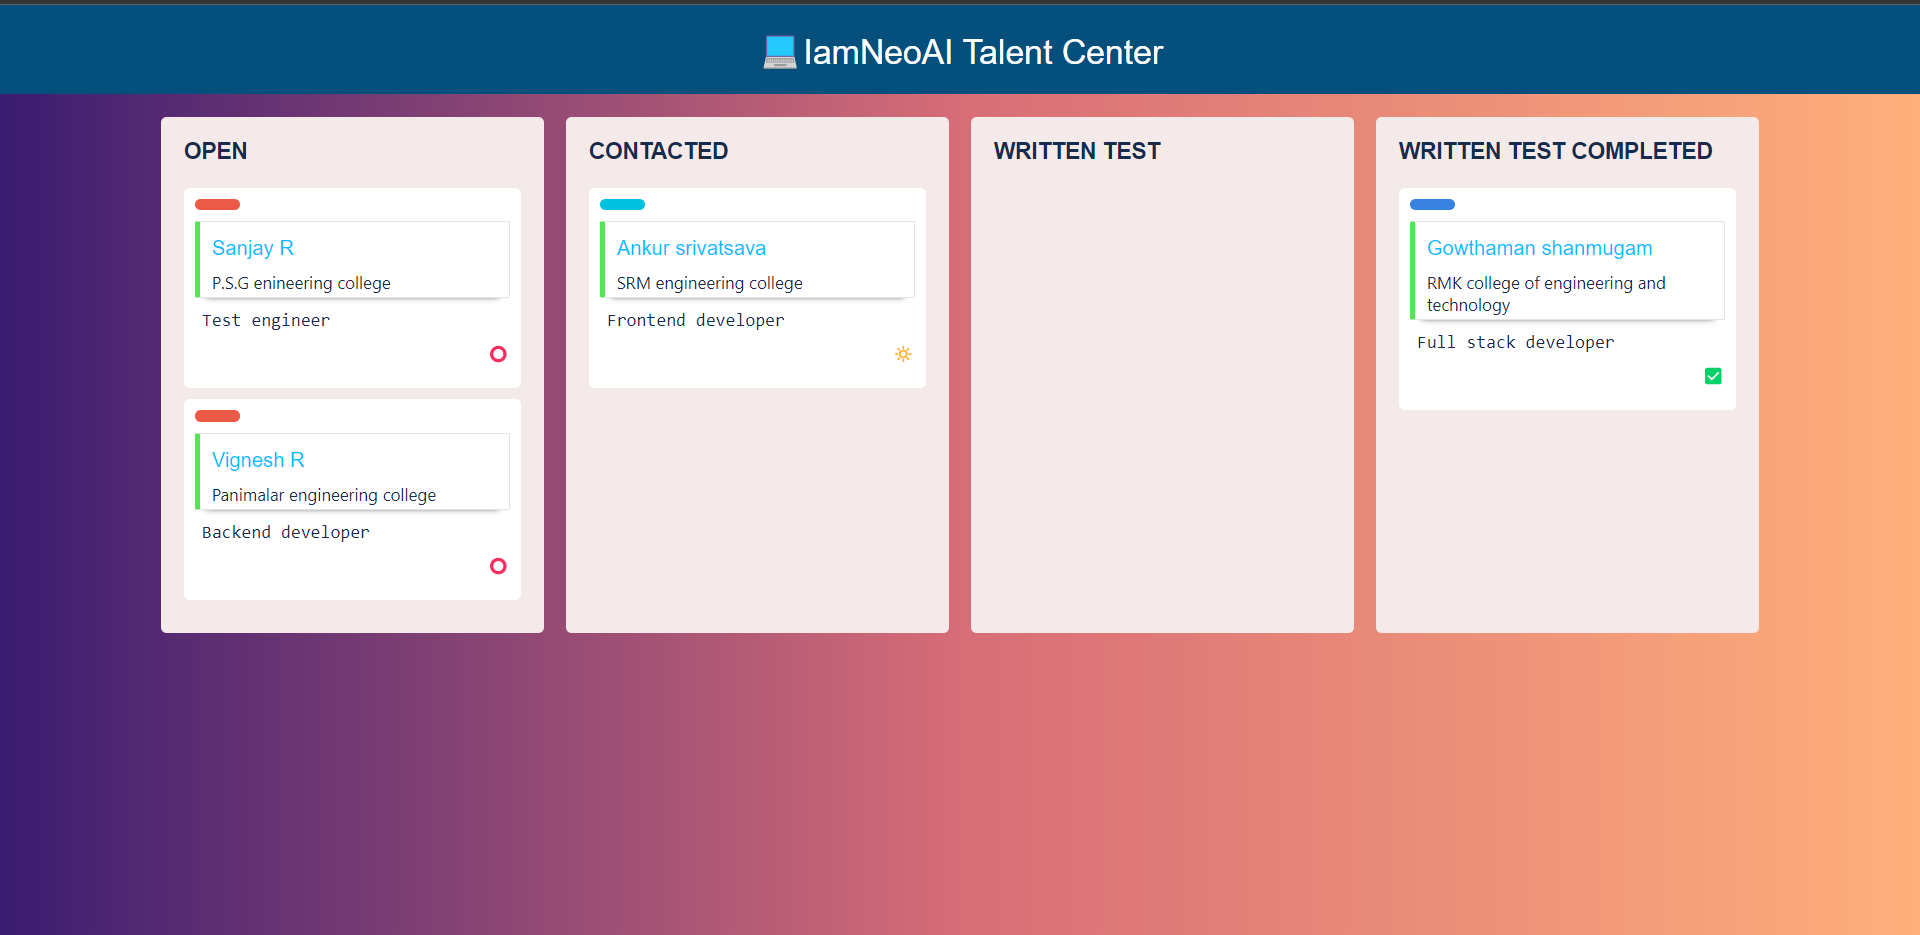 IamNeoAI Talent Center
OPEN
Sanjay R
P.S.G enineering college
Test engineer
Vignesh R
Panimalar engineering college
Backend developer
CONTACTED
Ankur srivatsava
SRM engineering college
Frontend developer
WRITTEN TEST
WRITTEN TEST COMPLETED
Gowthaman shanmugam
RMK college of engineering and
technology
Full stack developer